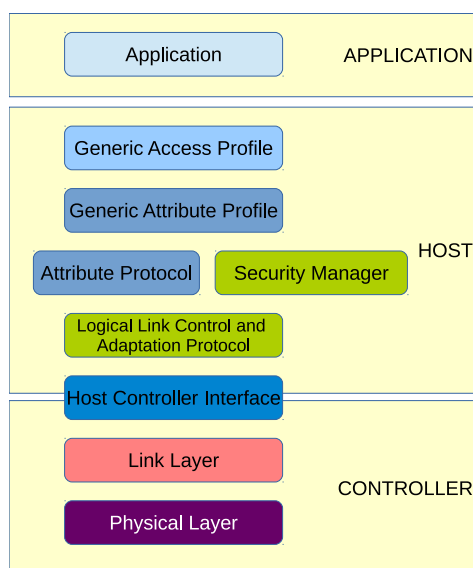 Application
APPLICATION
Generic Access Profile
Generic Attribute Profile
HOST
Attribute Protocol
Security Manager
Logical Link Control and
Adaptation Protocol
Host Controller Interface
Link Layer
CONTROLLER
Physical Layer